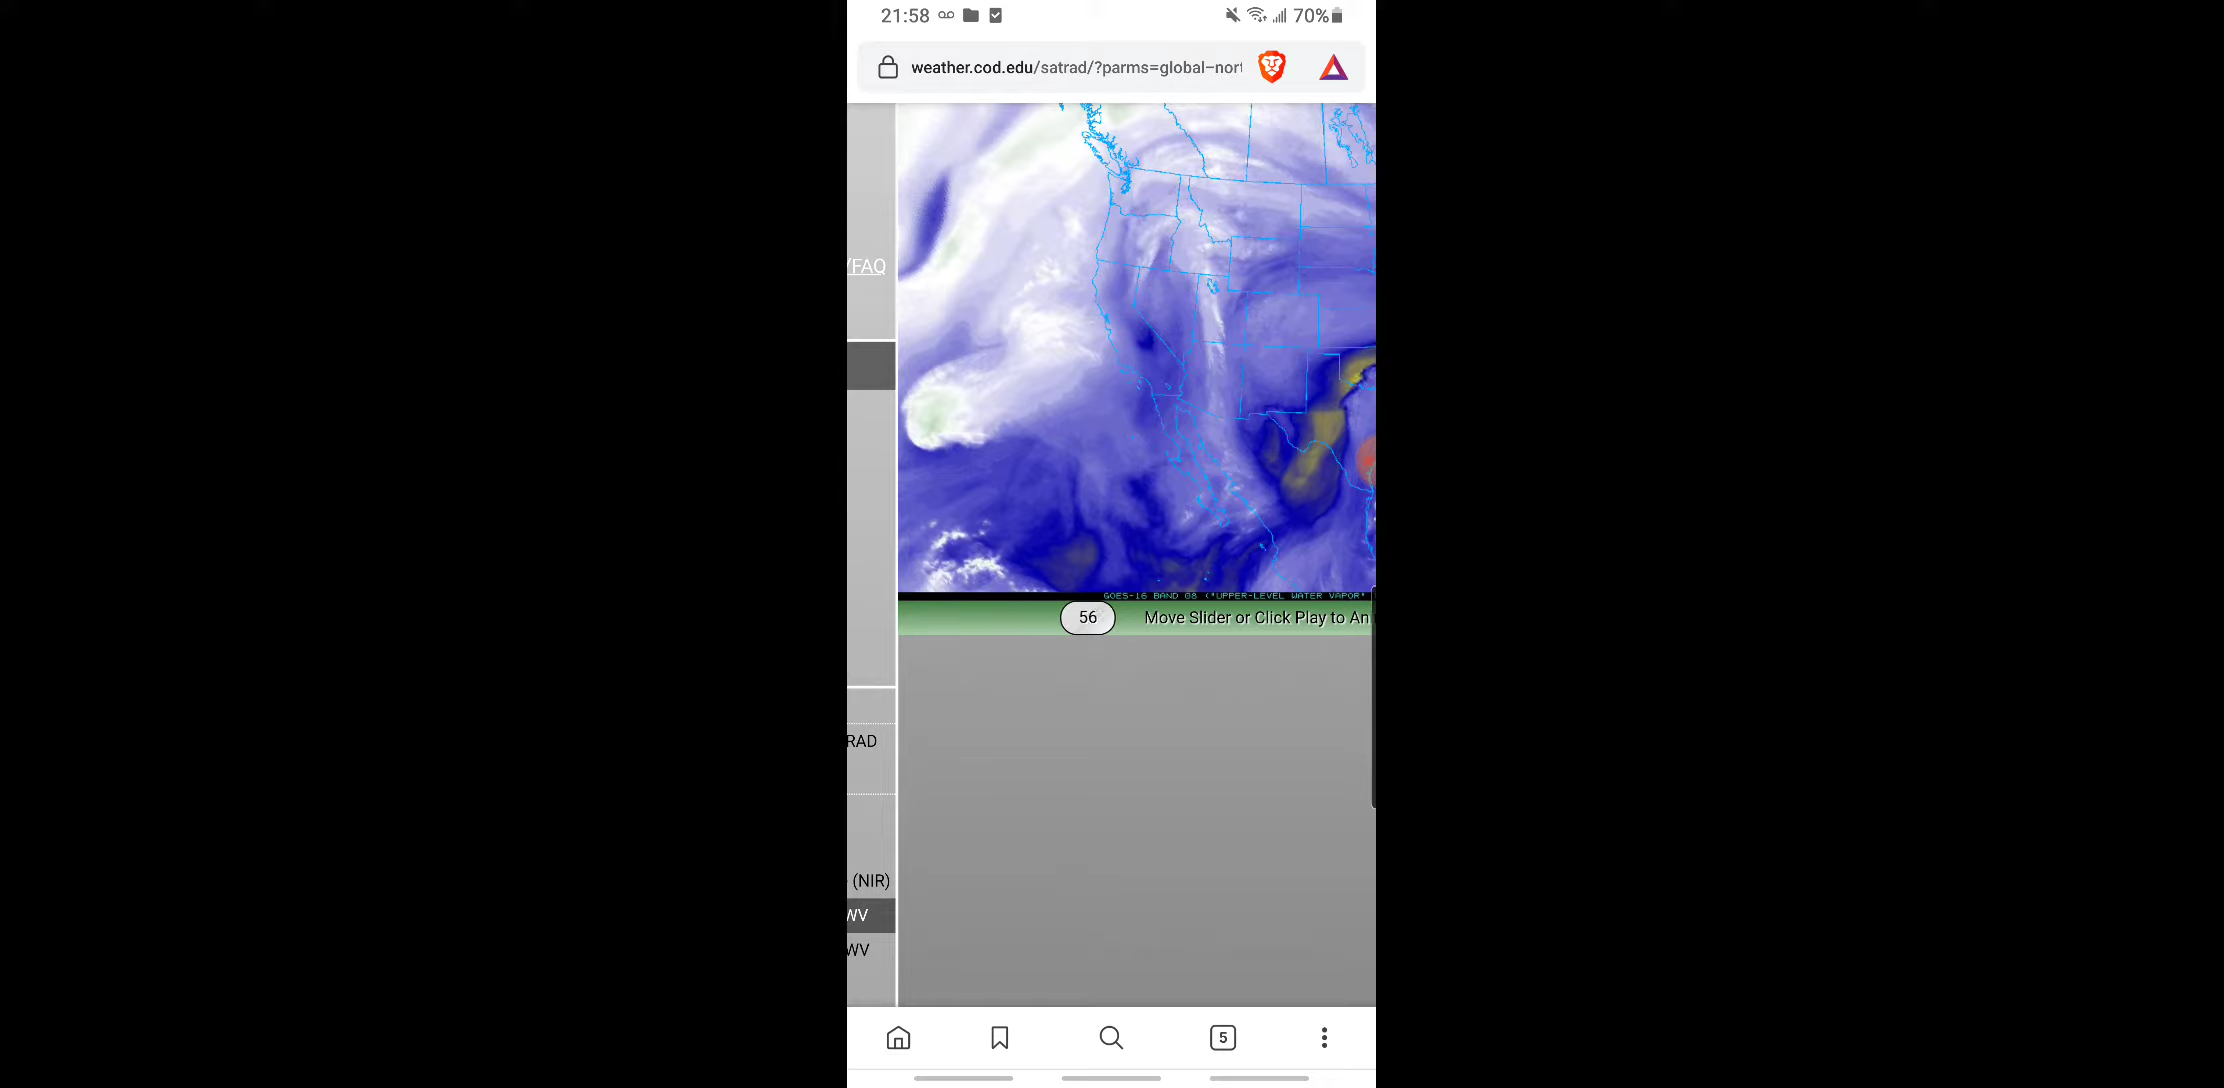 21:58
70%
weather.cod.edu/satrad/?parms=global-nort
/FAQ
GOES-16 BAND 08 ("UPPER-LEVEL WATER VAPOR"
56 Move Slider or Click Play to An
RAD
(NIR)
WV
WV
5